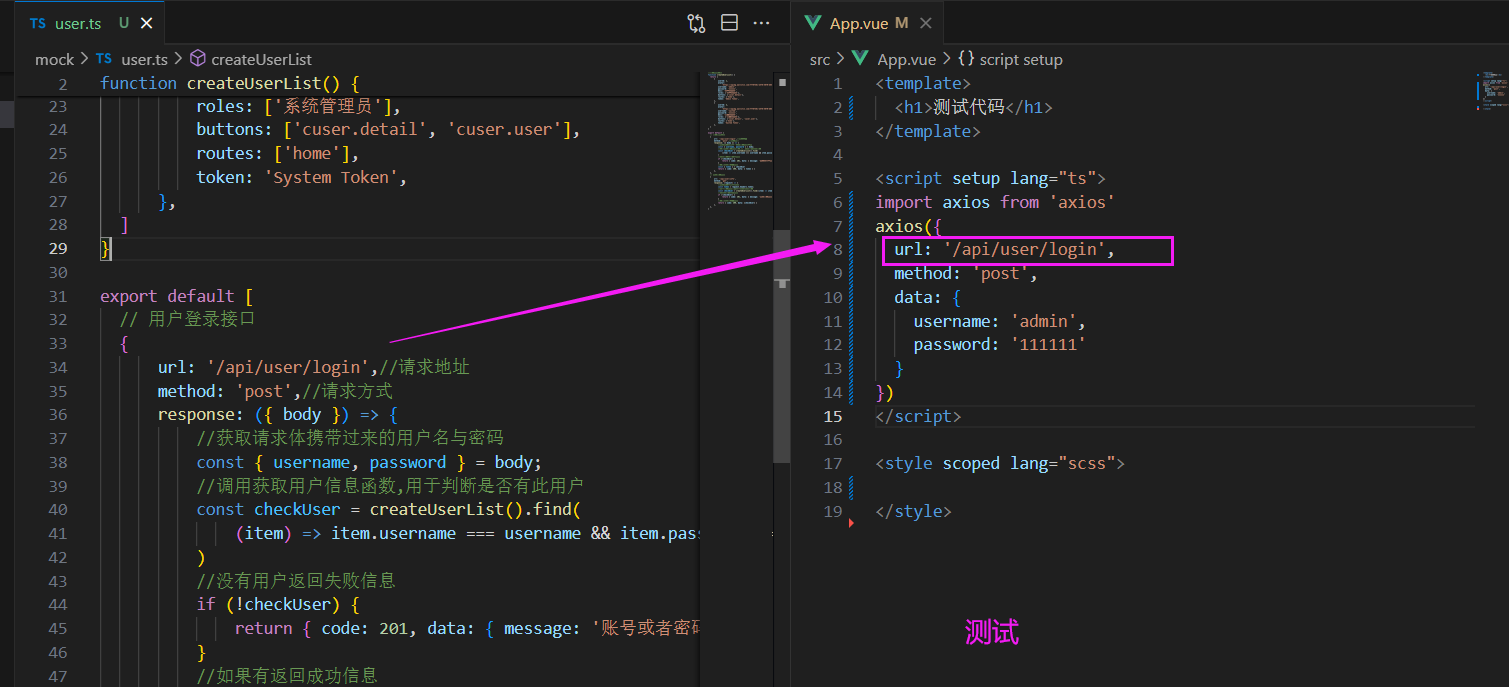 TS user.ts U
mock > TS user.ts > createUserList
2 function createUserList() {
23 roles: ['系统管理员'],
24 buttons: ['cuser.detail', 'cuser.user'],
25 routes: ['home'],
26 token: 'System Token',
27 },
28 ]
29 }
30
31 export default [
32 // 用户登录接口
33 {
34 url: '/api/user/login',//请求地址
35 method: 'post',//请求方式
36 response: ({ body }) => {
37 //获取请求体携带过来的用户名与密码
38 const { username, password } = body;
39 //调用获取用户信息函数,用于判断是否有此用户
40 const checkUser = createUserList().find(
41 (item) => item.username === username && item.pas
42 )
43 //没有用户返回失败信息
44 if (!checkUser) {
45 return { code: 201, data: { message: '账号或者密码
46 }
47 //如果有返回成功信息
App.vue M
src > App.vue > {} script setup
1 <template>
2 <h1>测试代码</h1>
3 </template>
4
5 <script setup lang="ts">
6 import axios from 'axios'
7 axios({
8 url: '/api/user/login',
9 method: 'post',
10 data: {
11 username: 'admin',
12 password: '111111'
13 }
14 })
15 </script>
16
17 <style scoped lang="scss">
18
19 </style>
测试